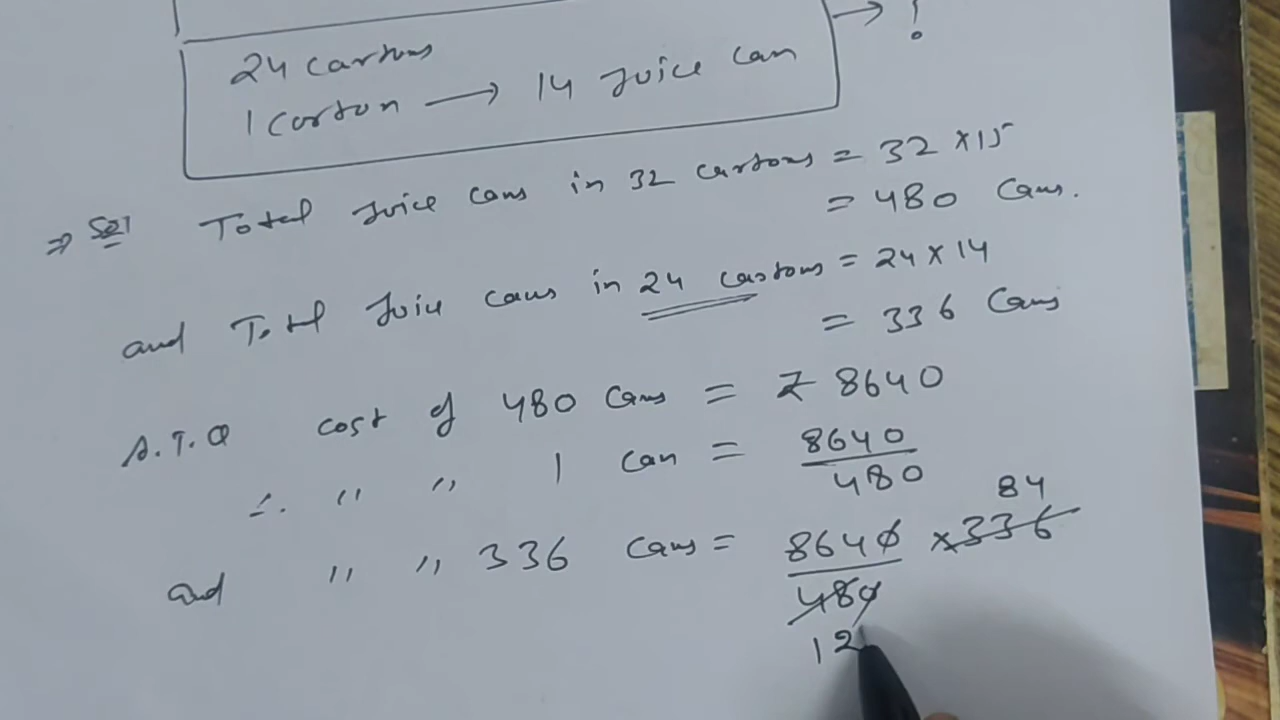 24 cartons
1 carton → 14 Juice can → ?
⇒ Sol Total Juice cans in 32 cartons = 32 × 15
= 480 Cans.
and Total Juice cans in 24 cartons = 24 × 14
= 336 Cans
A.T.Q cost of 480 Cans = ₹ 8640
∴ " " 1 can = 8640/480
84
and " " 336 Cans = 8640/480 × 336
12